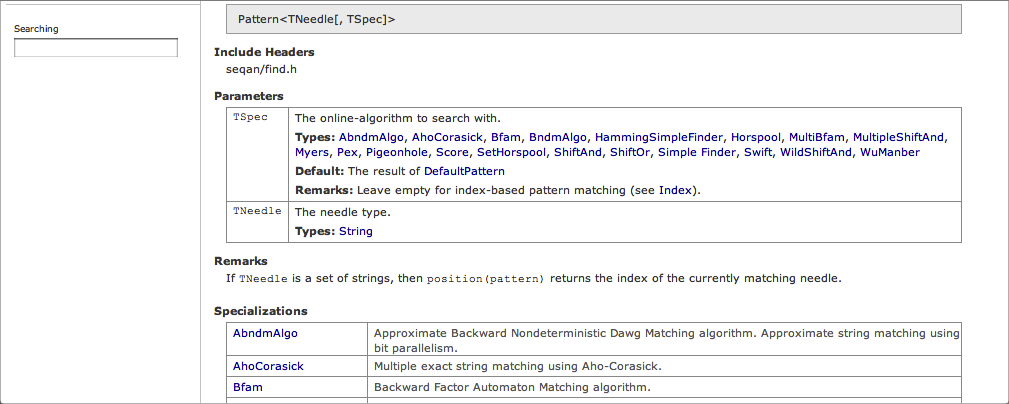 Searching
Pattern<TNeedle[, TSpec]>
Include Headers
seqan/find.h
Parameters
TSpec
The online-algorithm to search with.
Types: AbndmAlgo, AhoCorasick, Bfam, BndmAlgo, HammingSimpleFinder, Horspool, MultiBfam, MultipleShiftAnd,
Myers, Pex, Pigeonhole, Score, SetHorspool, ShiftAnd, ShiftOr, Simple Finder, Swift, WildShiftAnd, WuManber
Default: The result of DefaultPattern
Remarks: Leave empty for index-based pattern matching (see Index).
TNeedle
The needle type.
Types: String
Remarks
If TNeedle is a set of strings, then position(pattern) returns the index of the currently matching needle.
Specializations
AbndmAlgo
Approximate Backward Nondeterministic Dawg Matching algorithm. Approximate string matching using
bit parallelism.
AhoCorasick
Multiple exact string matching using Aho-Corasick.
Bfam
Backward Factor Automaton Matching algorithm.